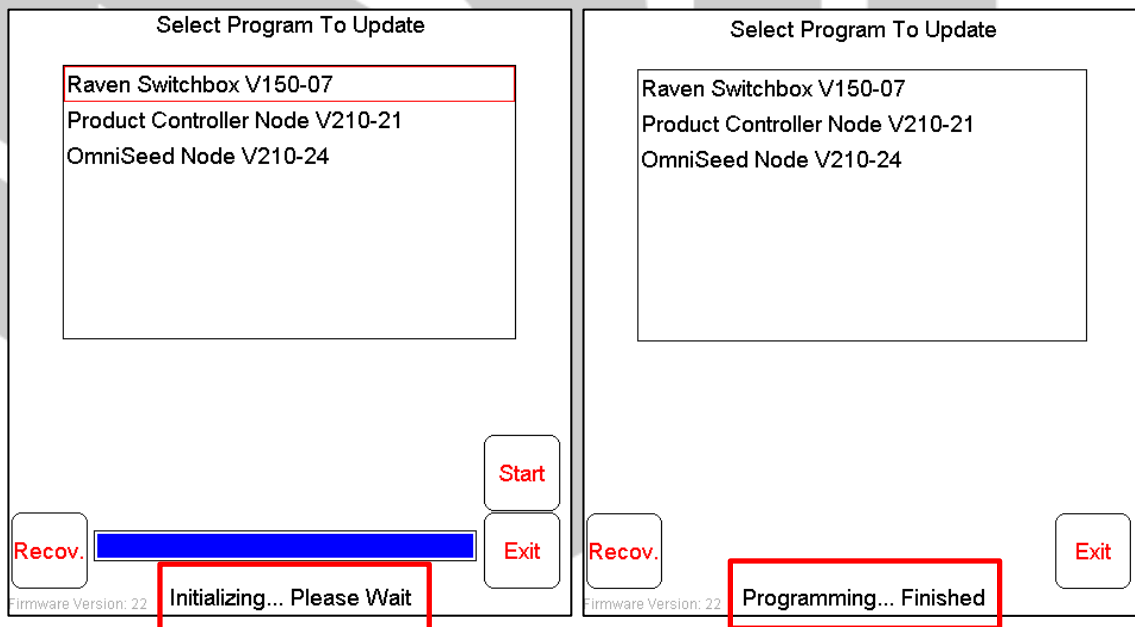 Select Program To Update
Raven Switchbox V150-07
Product Controller Node V210-21
OmniSeed Node V210-24
Start
Recov.
Exit
Firmware Version: 22
Initializing... Please Wait
Select Program To Update
Raven Switchbox V150-07
Product Controller Node V210-21
OmniSeed Node V210-24
Recov.
Exit
Firmware Version: 22
Programming... Finished